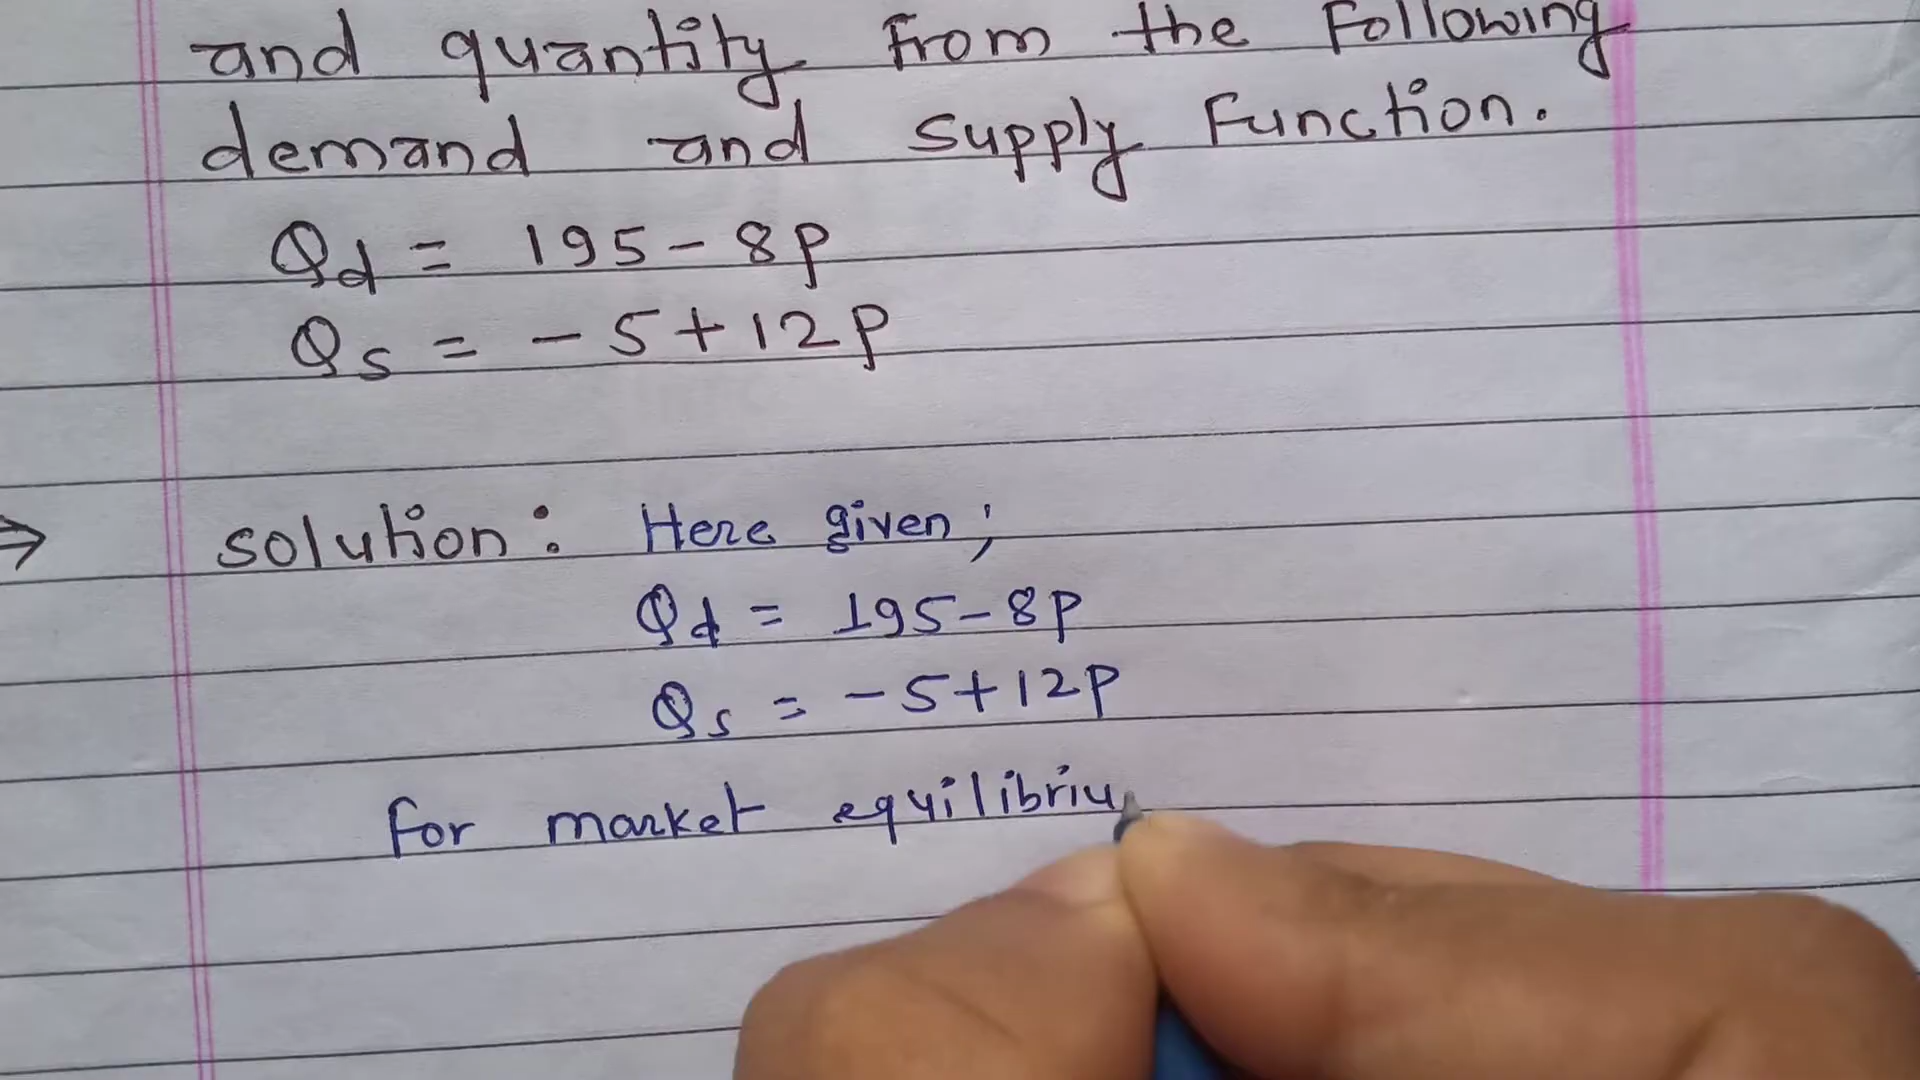 and quantity from the Following
demand and supply Function.
Qd = 195 - 8p
Qs = - 5 + 12p
⇒ solution : Here given ;
Qd = 195 - 8p
Qs = - 5 + 12p
for market equilibriu